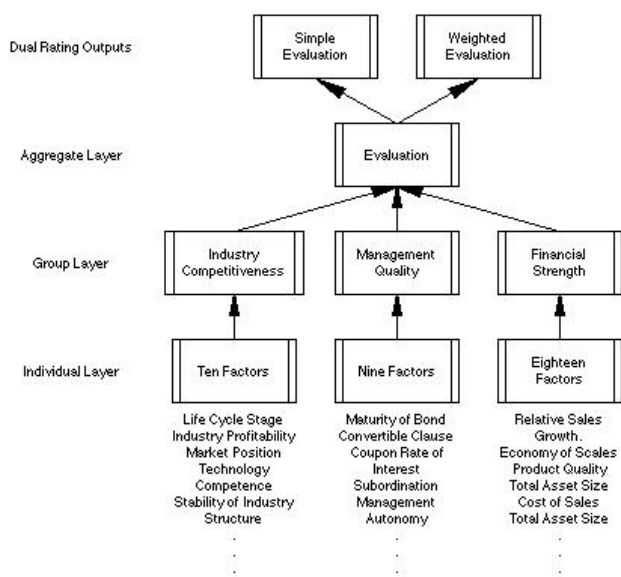 Dual Rating Outputs
Simple
Evaluation
Weighted
Evaluation
Aggregate Layer
Evaluation
Group Layer
Industry
Competitiveness
Management
Quality
Financial
Strength
Individual Layer
Ten Factors
Nine Factors
Eighteen
Factors
Life Cycle Stage
Industry Profitability
Market Position
Technology
Competence
Stability of Industry
Structure
.
.
.
Maturity of Bond
Convertible Clause
Coupon Rate of
Interest
Subordination
Management
Autonomy
.
.
.
Relative Sales
Growth.
Economy of Scales
Product Quality
Total Asset Size
Cost of Sales
Total Asset Size
.
.
.